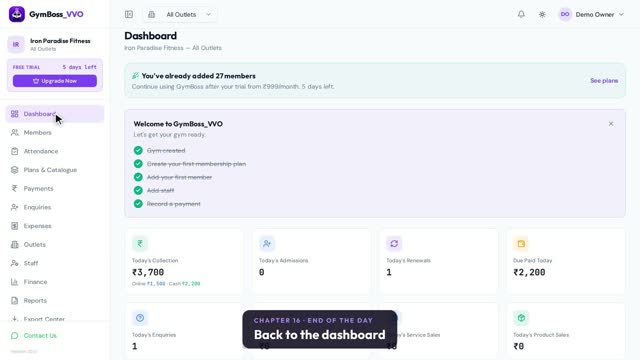 GymBoss_VVO
All Outlets
DO
Demo Owner
IR
Iron Paradise Fitness
All Outlets
FREE TRIAL
5 days left
Upgrade Now
Dashboard
Members
Attendance
Plans & Catalogue
Payments
Enquiries
Expenses
Outlets
Staff
Finance
Reports
Export Center
Contact Us
Dashboard
Iron Paradise Fitness — All Outlets
You've already added 27 members
Continue using GymBoss after your trial from ₹999/month. 5 days left.
See plans
Welcome to GymBoss_VVO
Let's get your gym ready.
Gym created
Create your first membership plan
Add your first member
Add staff
Record a payment
Today's Collection
₹3,700
Online ₹1,500 · Cash ₹2,200
Today's Admissions
0
Today's Renewals
1
Due Paid Today
₹2,200
Today's Enquiries
1
Today's Product Sales
₹0
CHAPTER 16 · END OF THE DAY
Back to the dashboard